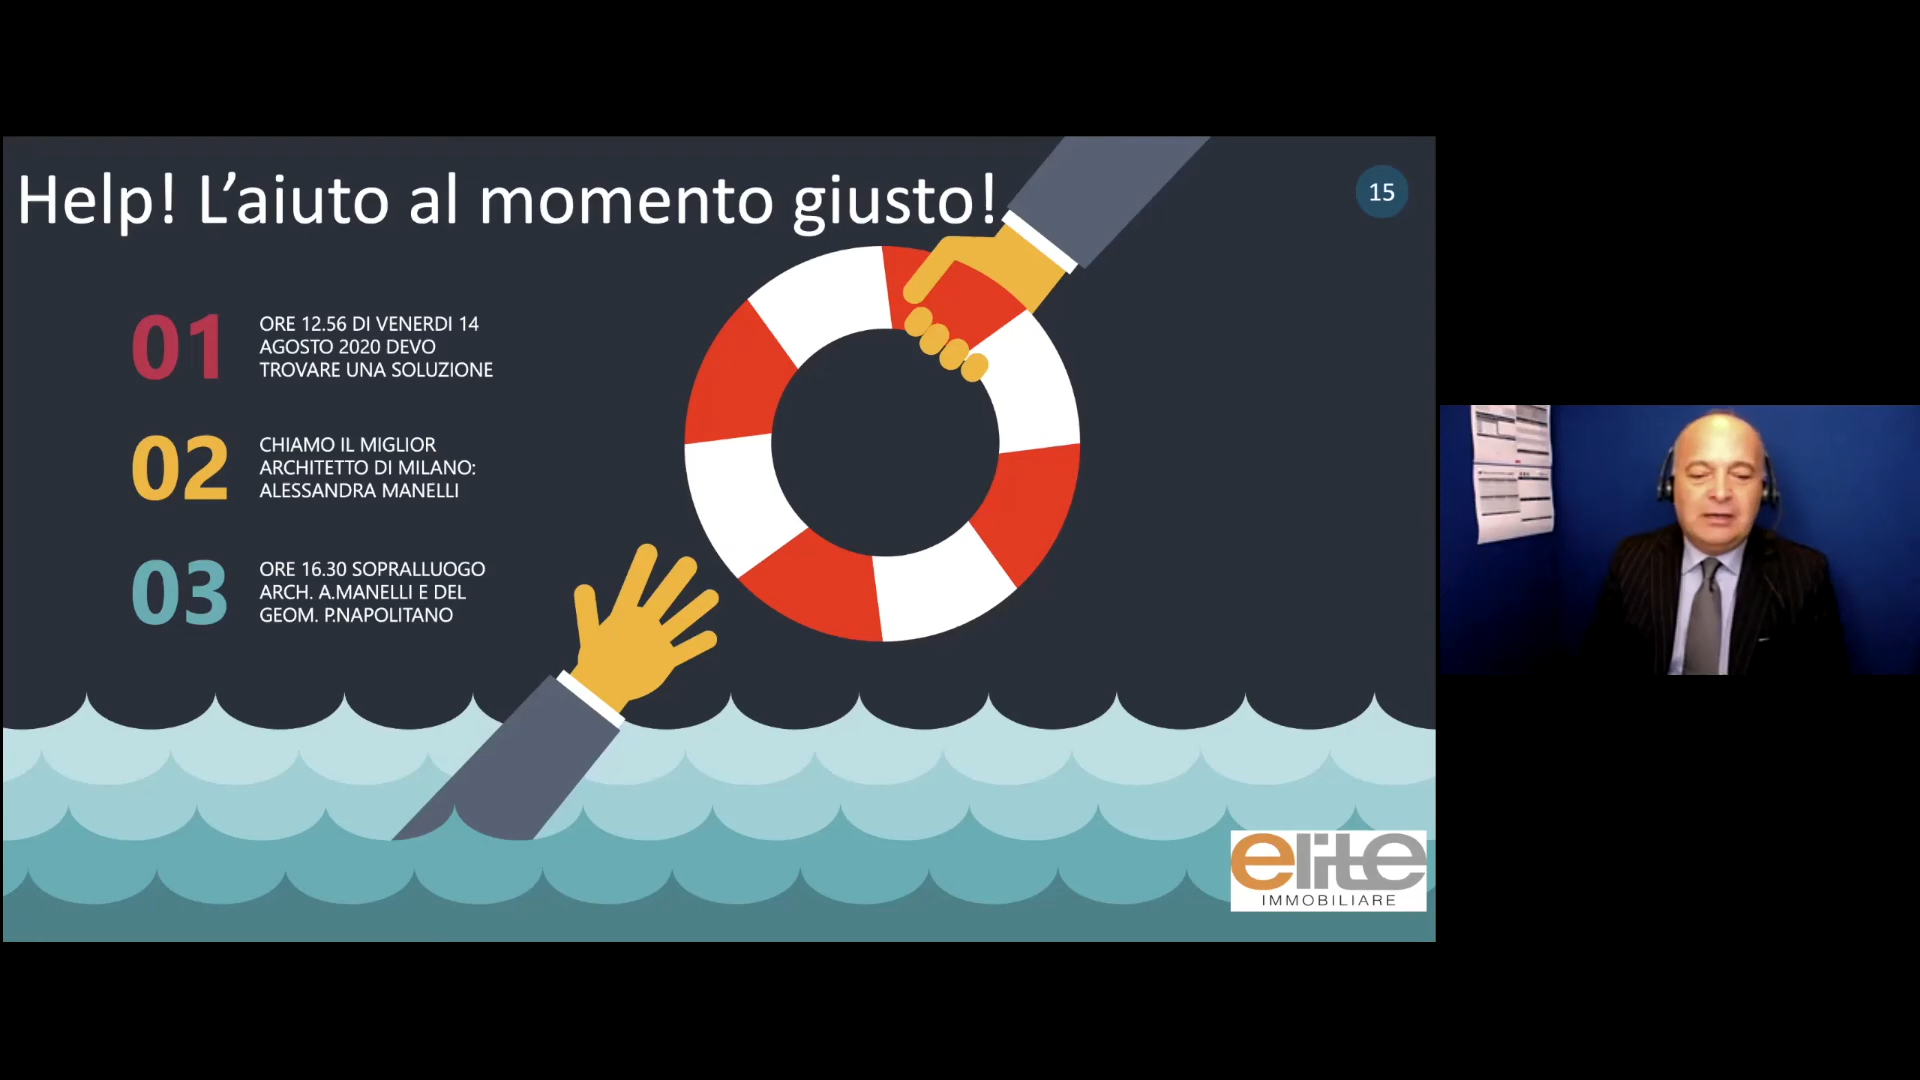 Help! L'aiuto al momento giusto!
15
01
ORE 12.56 DI VENERDI 14
AGOSTO 2020 DEVO
TROVARE UNA SOLUZIONE
02
CHIAMO IL MIGLIOR
ARCHITETTO DI MILANO:
ALESSANDRA MANELLI
03
ORE 16.30 SOPRALLUOGO
ARCH. A.MANELLI E DEL
GEOM. P.NAPOLITANO
elite
IMMOBILIARE